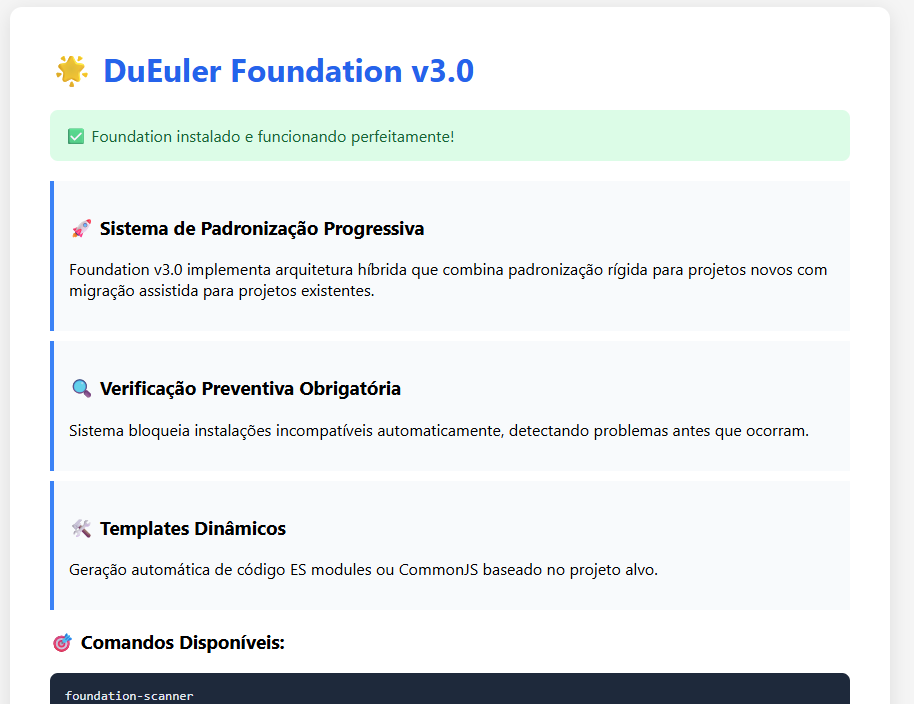 DuEuler Foundation v3.0
Foundation instalado e funcionando perfeitamente!
Sistema de Padronização Progressiva
Foundation v3.0 implementa arquitetura híbrida que combina padronização rígida para projetos novos com
migração assistida para projetos existentes.
Verificação Preventiva Obrigatória
Sistema bloqueia instalações incompatíveis automaticamente, detectando problemas antes que ocorram.
Templates Dinâmicos
Geração automática de código ES modules ou CommonJS baseado no projeto alvo.
Comandos Disponíveis:
foundation-scanner